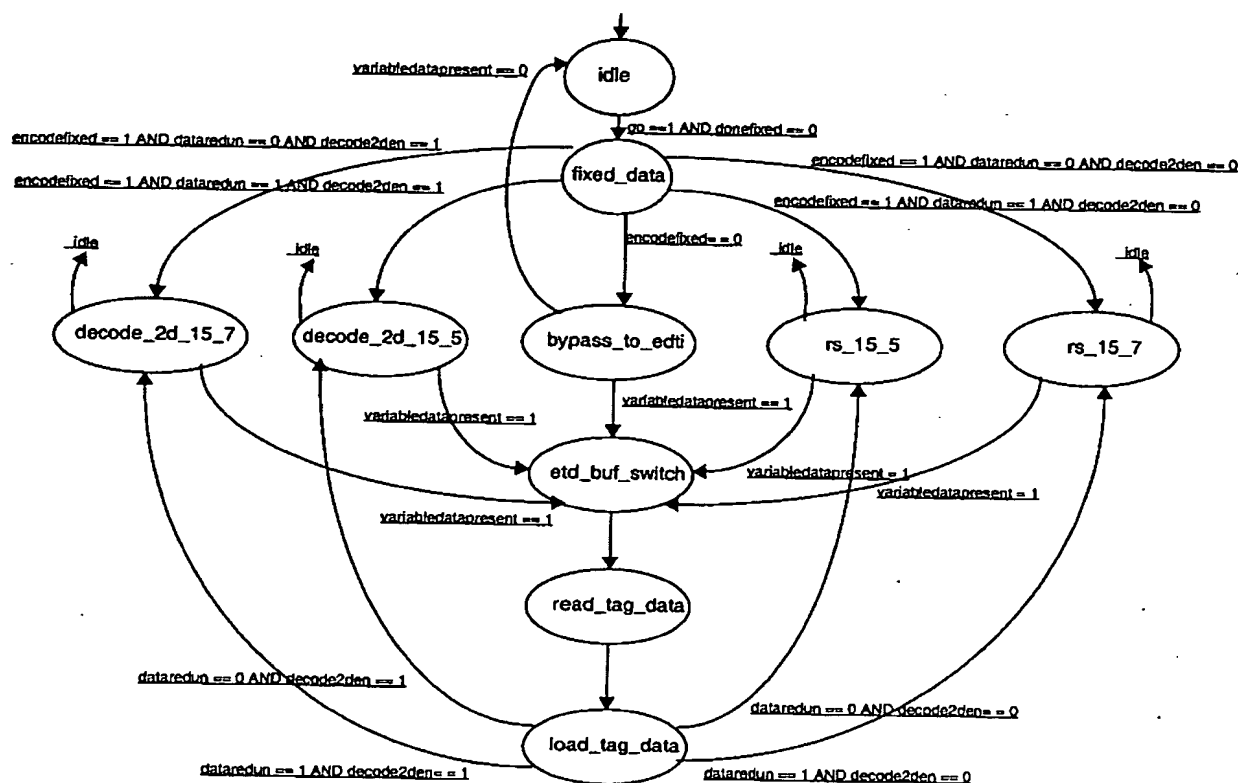 idle
variabledatapresent == 0
go ==1 AND donefixed == 0
encodefixed == 1 AND dataredun == 0 AND decode2den == 1
fixed_data
encodefixed == 1 AND dataredun == 0 AND decode2den == 0
encodefixed == 1 AND dataredun == 1 AND decode2den == 1
encodefixed == 1 AND dataredun == 1 AND decode2den == 0
encodefixed= = 0
idle
idle
idle
idle
decode_2d_15_7
decode_2d_15_5
bypass_to_edti
rs_15_5
rs_15_7
variabledatapresent ==1
variabledatapresent == 1
etd_buf_switch
variabledatapresent = 1
variabledatapresent = 1
variabledatapresent == 1
read_tag_data
dataredun == 0 AND decode2den == 1
dataredun == 0 AND decode2den= = 0
load_tag_data
dataredun == 1 AND decode2den= = 1
dataredun == 1 AND decode2den == 0